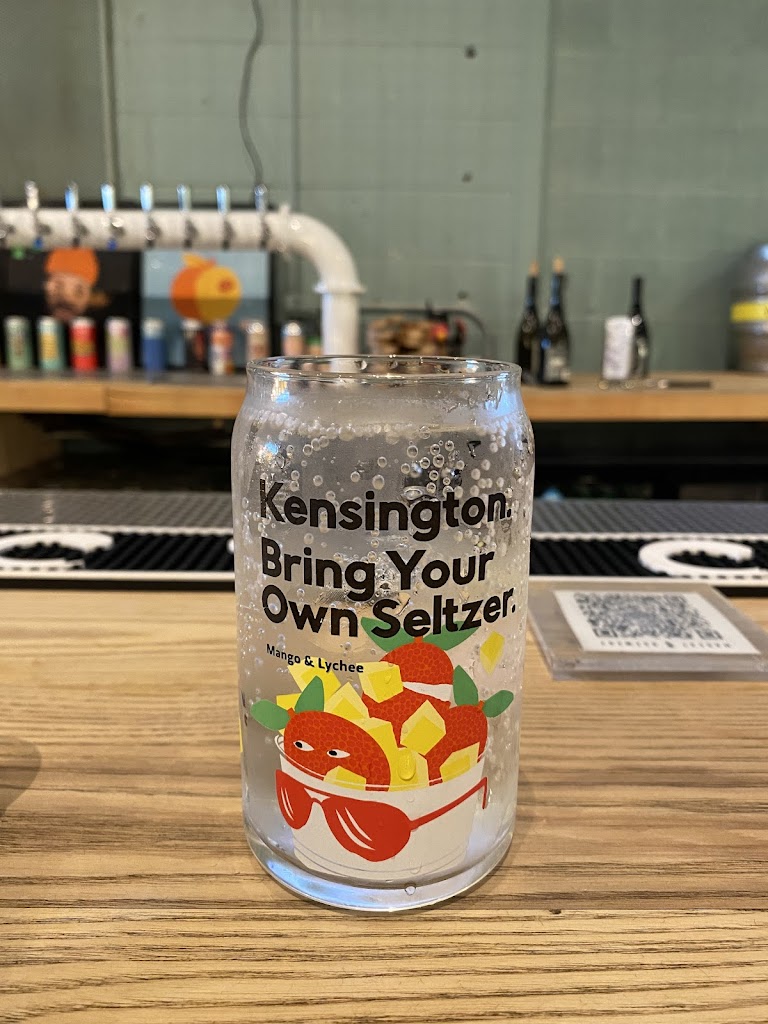 Kensington.
Bring Your
Own Seltzer.
Mango & Lychee